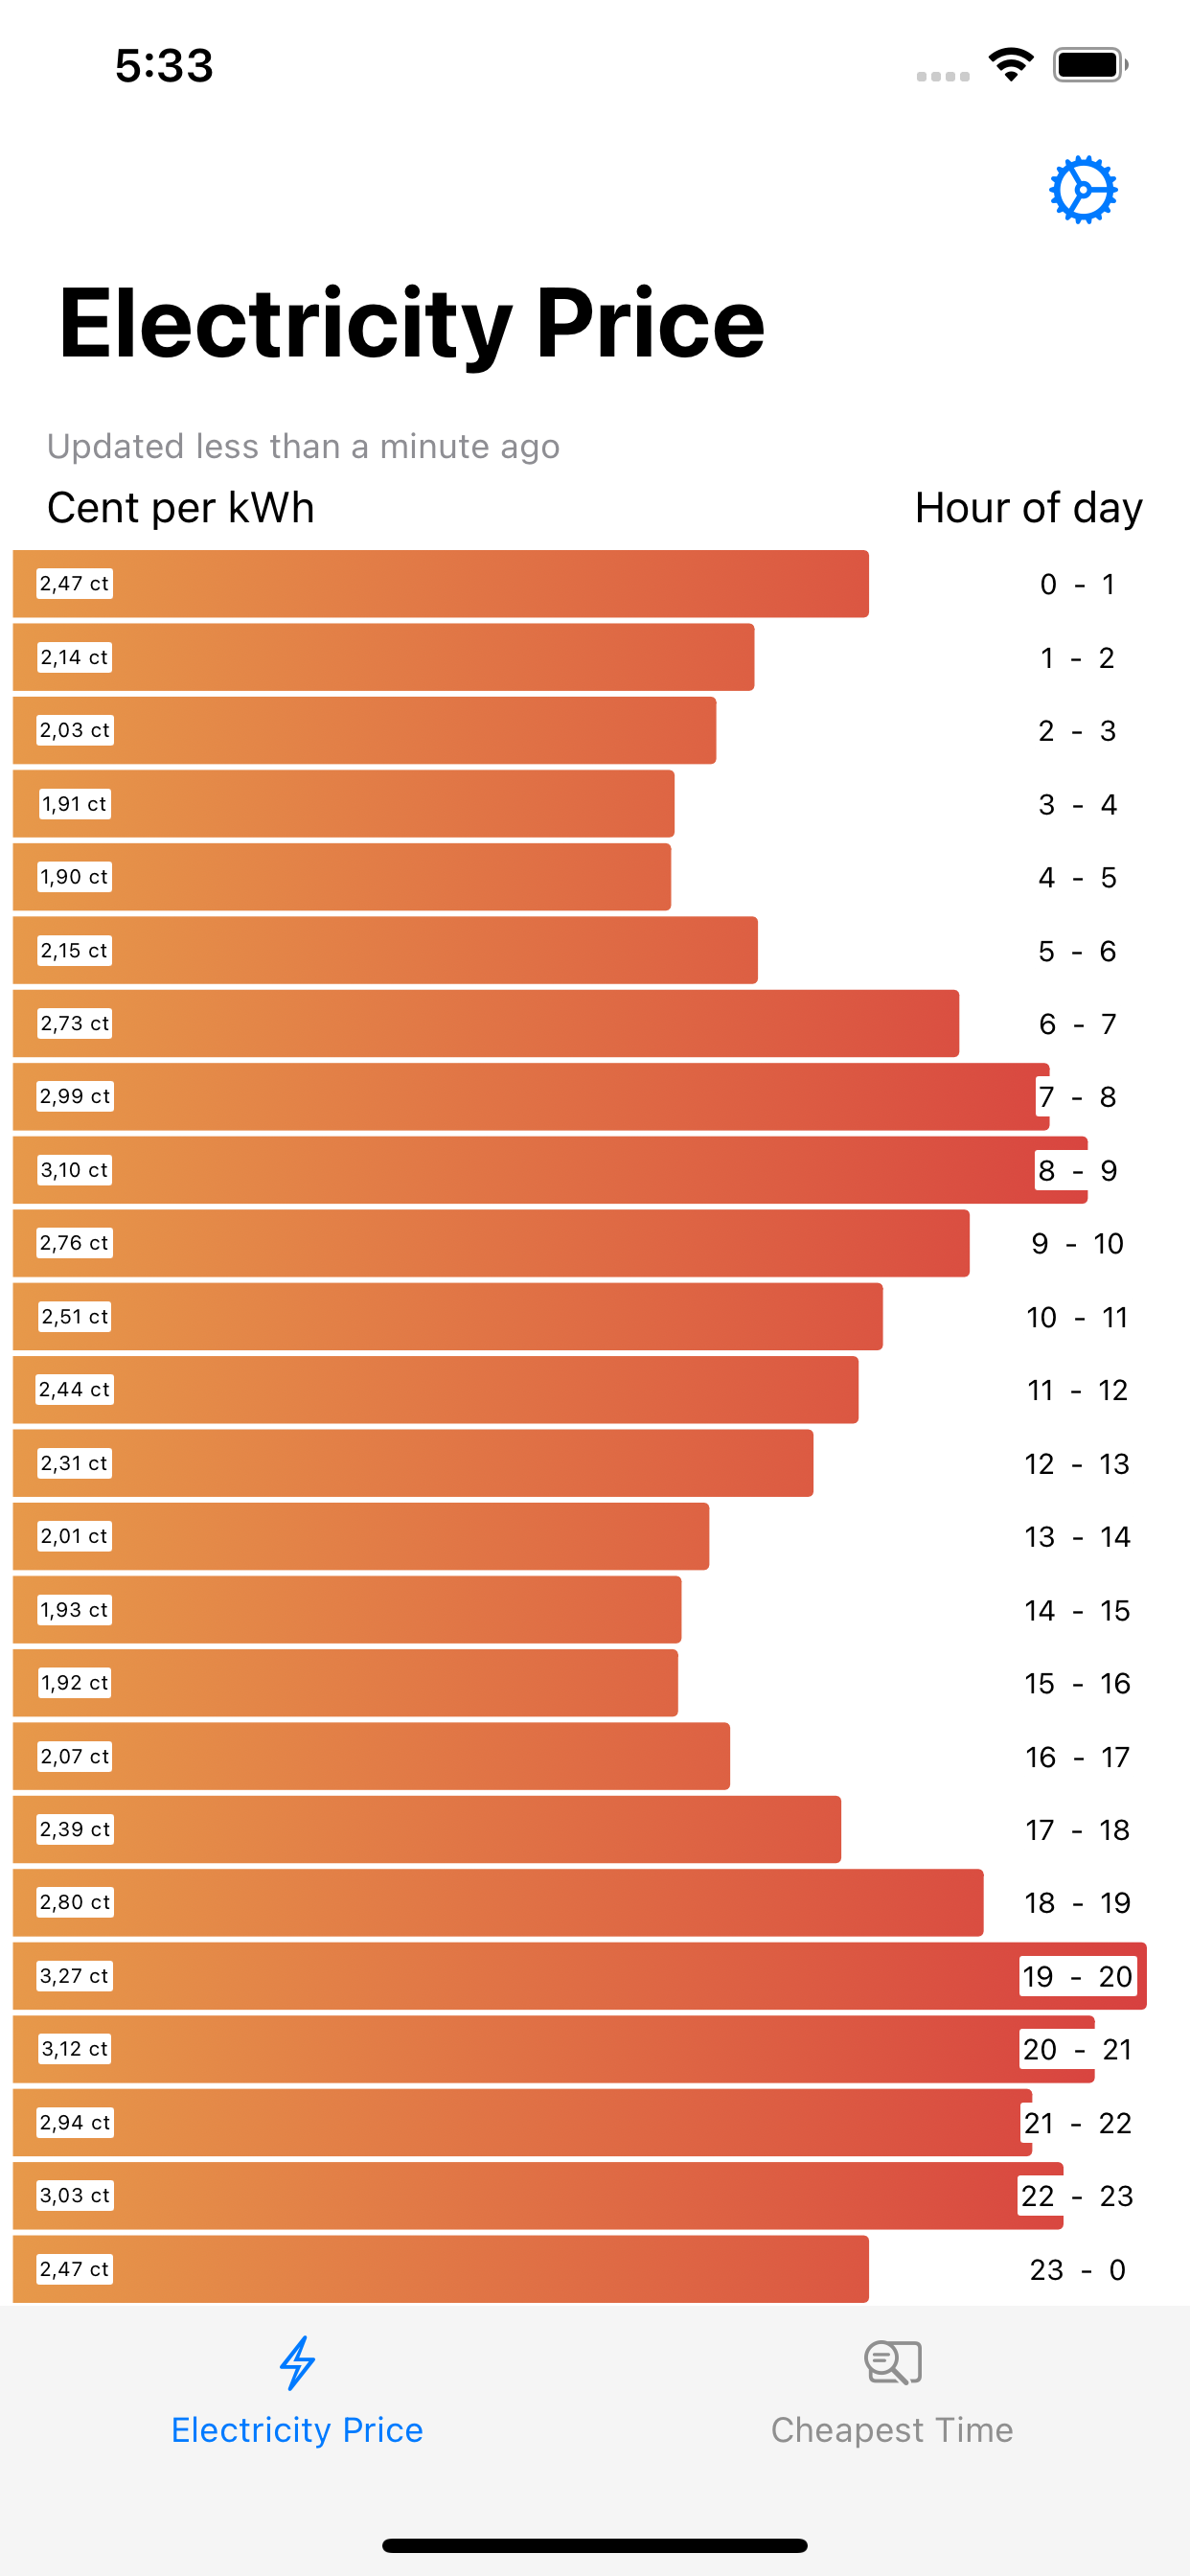 5:33
Electricity Price
Updated less than a minute ago
Cent per kWh Hour of day
2,47 ct 0 - 1
2,14 ct 1 - 2
2,03 ct 2 - 3
1,91 ct 3 - 4
1,90 ct 4 - 5
2,15 ct 5 - 6
2,73 ct 6 - 7
2,99 ct 7 - 8
3,10 ct 8 - 9
2,76 ct 9 - 10
2,51 ct 10 - 11
2,44 ct 11 - 12
2,31 ct 12 - 13
2,01 ct 13 - 14
1,93 ct 14 - 15
1,92 ct 15 - 16
2,07 ct 16 - 17
2,39 ct 17 - 18
2,80 ct 18 - 19
3,27 ct 19 - 20
3,12 ct 20 - 21
2,94 ct 21 - 22
3,03 ct 22 - 23
2,47 ct 23 - 0
Electricity Price Cheapest Time